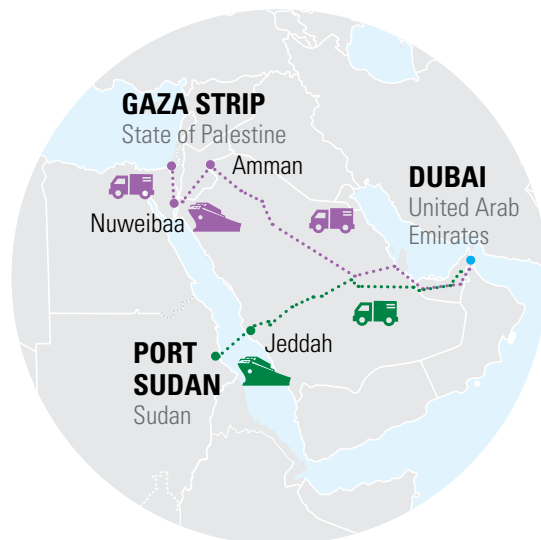 GAZA STRIP
State of Palestine
Amman
DUBAI
United Arab
Emirates
Nuweibaa
Jeddah
PORT
SUDAN
Sudan